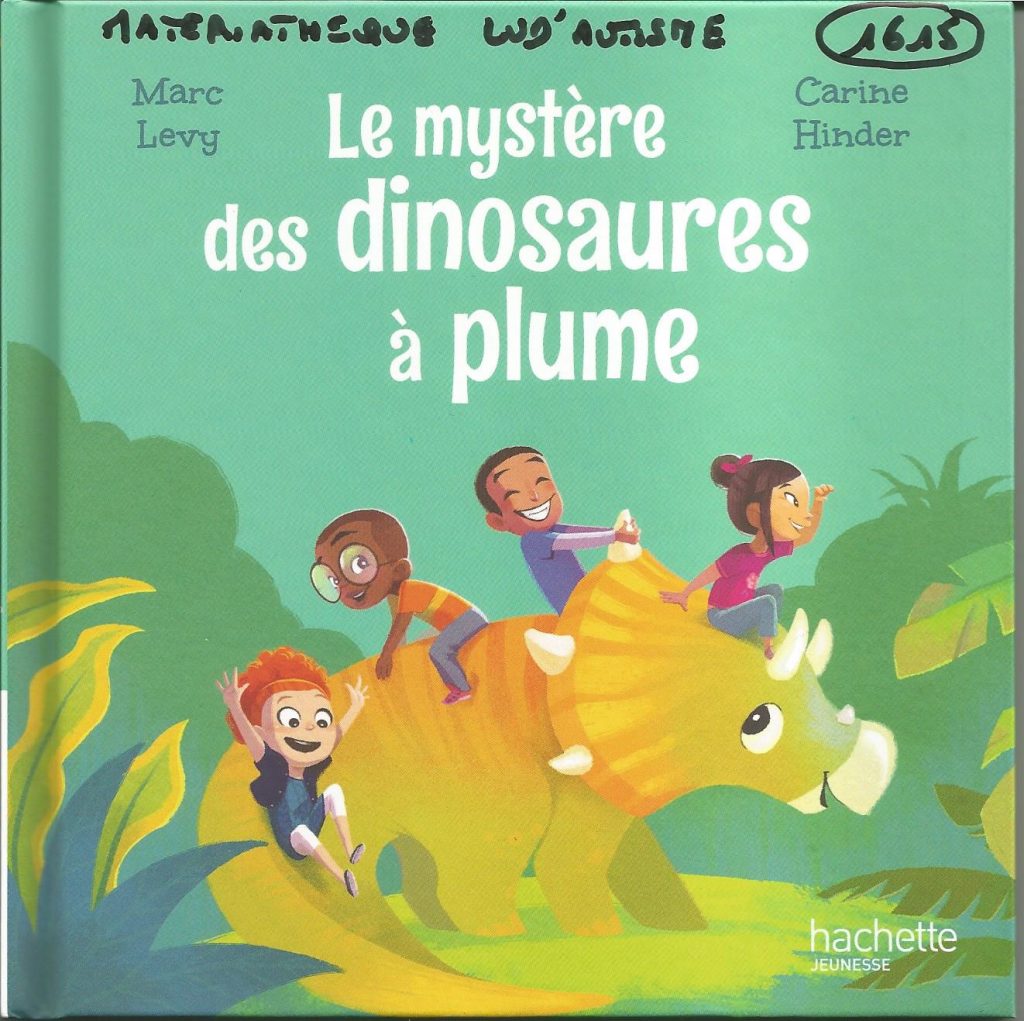 MATERIATHEQUE LUD'AUTISME 1615
Marc
Levy
Carine
Hinder
Le mystère
des dinosaures
à plume
hachette
JEUNESSE